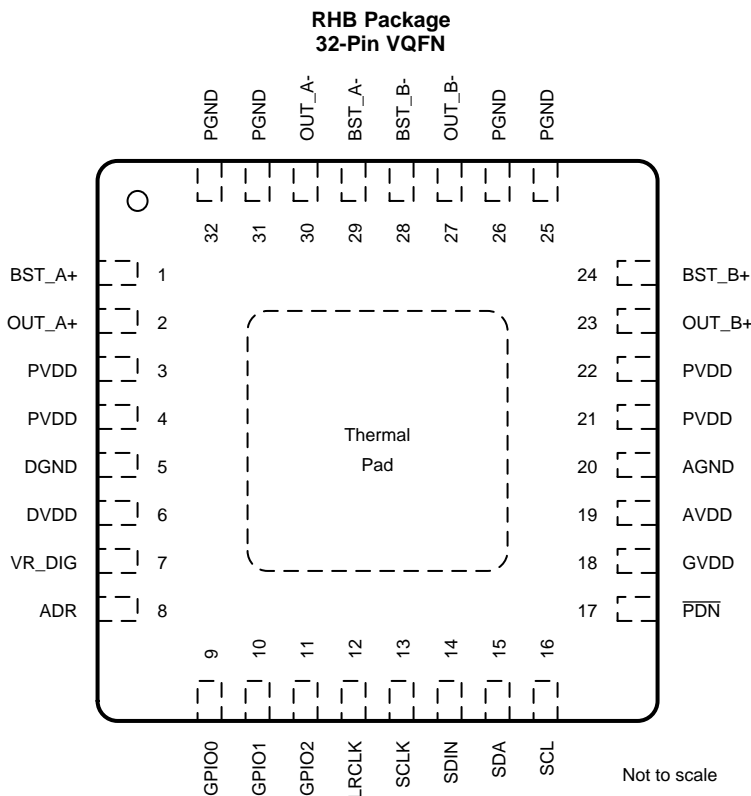 RHB Package
32-Pin VQFN
PGND
PGND
OUT_A-
BST_A-
BST_B-
OUT_B-
PGND
PGND
32
31
30
29
28
27
26
25
BST_A+ 1
OUT_A+ 2
PVDD 3
PVDD 4
DGND 5
DVDD 6
VR_DIG 7
ADR 8
Thermal
Pad
24 BST_B+
23 OUT_B+
22 PVDD
21 PVDD
20 AGND
19 AVDD
18 GVDD
17 PDN
9
10
11
12
13
14
15
16
GPIO0
GPIO1
GPIO2
LRCLK
SCLK
SDIN
SDA
SCL
Not to scale